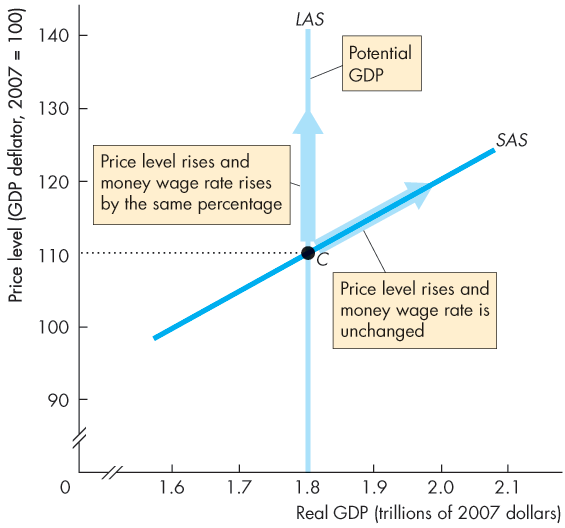 Price level (GDP deflator, 2007 = 100)
140
130
120
110
100
90
0
LAS
Potential
GDP
SAS
Price level rises and
money wage rate rises
by the same percentage
C
Price level rises and
money wage rate is
unchanged
1.6
1.7
1.8
1.9
2.0
2.1
Real GDP (trillions of 2007 dollars)